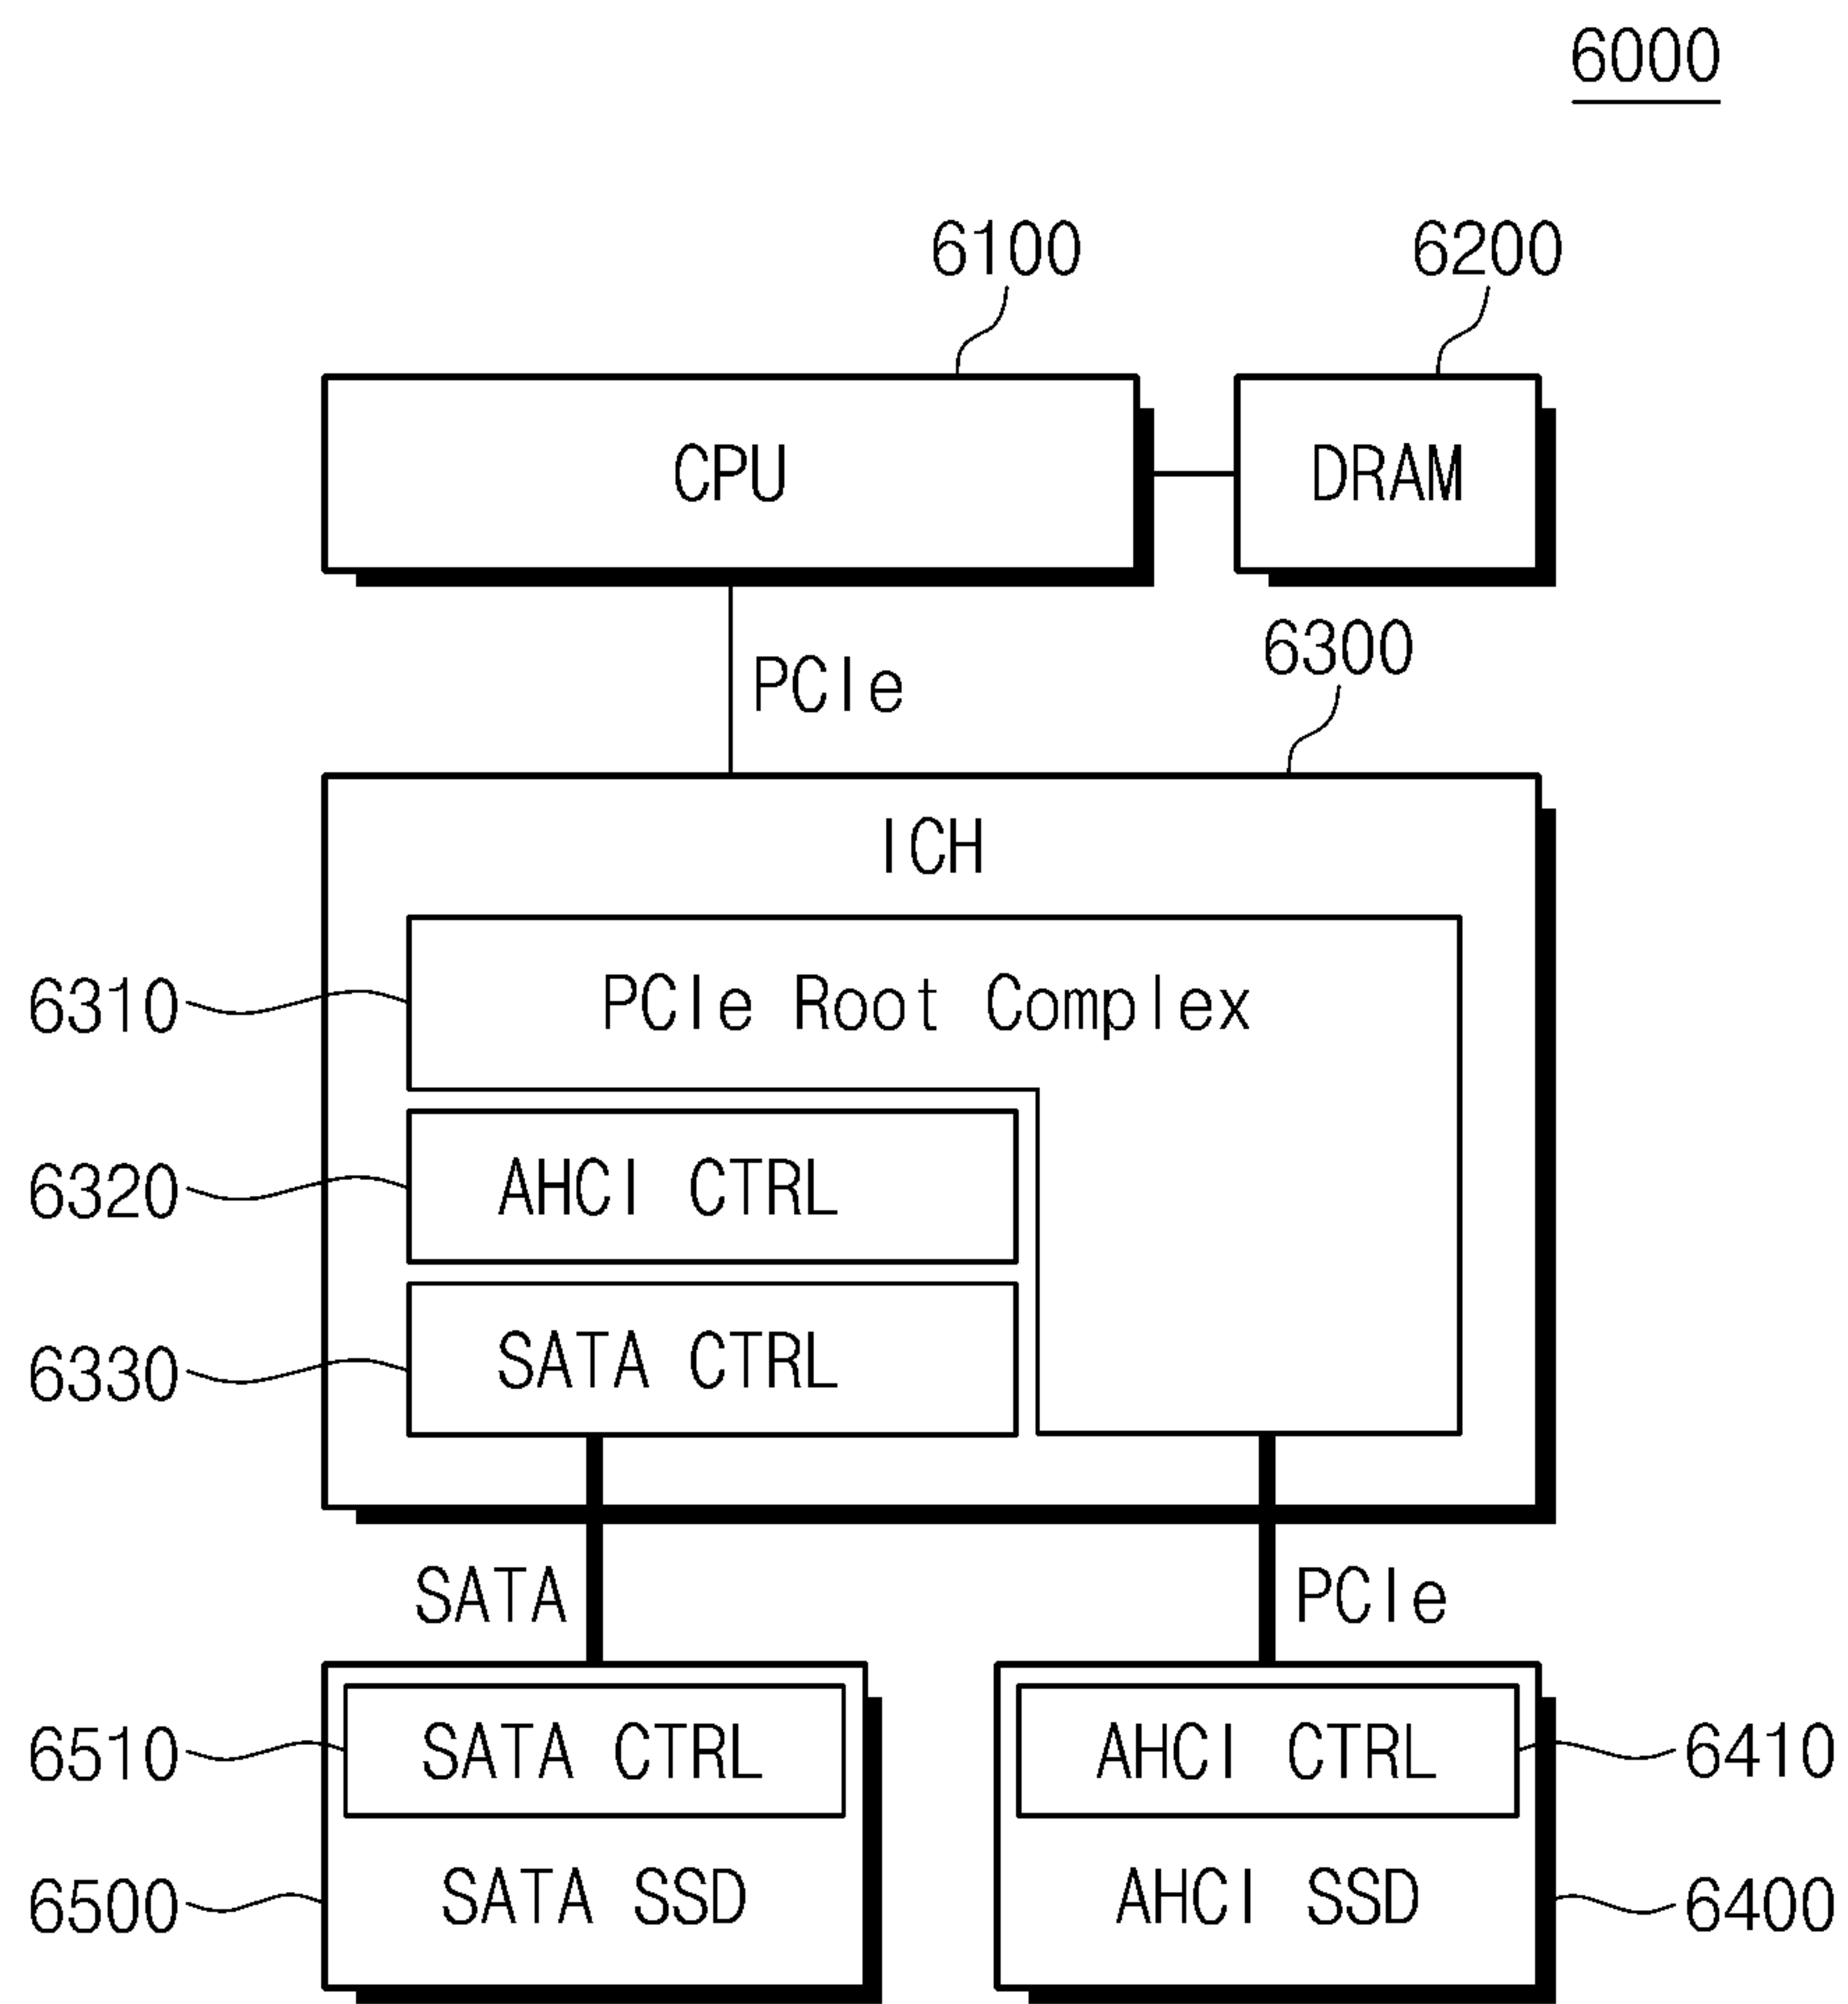 6000
6100
6200
CPU
DRAM
PCIe
6300
ICH
6310
PCIe Root Complex
6320
AHCI CTRL
6330
SATA CTRL
SATA
PCIe
6510
SATA CTRL
AHCI CTRL
6410
6500
SATA SSD
AHCI SSD
6400